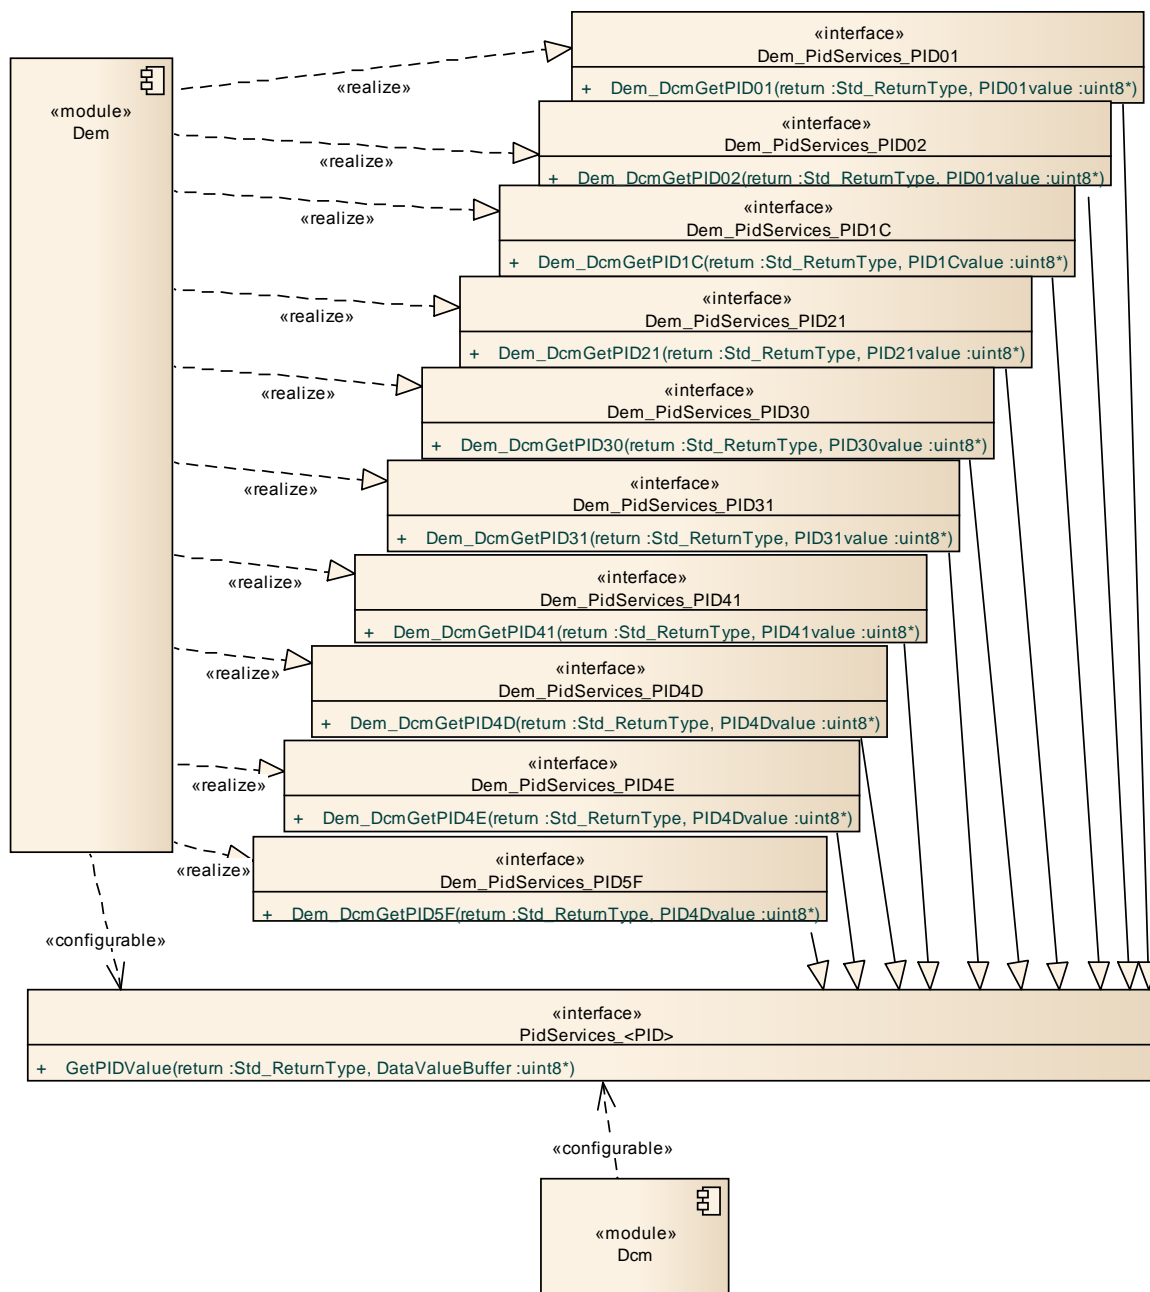 «module»
Dem
«interface»
Dem_PidServices_PID01
+ Dem_DcmGetPID01(return :Std_ReturnType, PID01value :uint8*)
«realize»
«interface»
Dem_PidServices_PID02
+ Dem_DcmGetPID02(return :Std_ReturnType, PID01value :uint8*)
«realize»
«interface»
Dem_PidServices_PID1C
+ Dem_DcmGetPID1C(return :Std_ReturnType, PID1Cvalue :uint8*)
«realize»
«interface»
Dem_PidServices_PID21
+ Dem_DcmGetPID21(return :Std_ReturnType, PID21value :uint8*)
«realize»
«interface»
Dem_PidServices_PID30
+ Dem_DcmGetPID30(return :Std_ReturnType, PID30value :uint8*)
«realize»
«interface»
Dem_PidServices_PID31
+ Dem_DcmGetPID31(return :Std_ReturnType, PID31value :uint8*)
«realize»
«interface»
Dem_PidServices_PID41
+ Dem_DcmGetPID41(return :Std_ReturnType, PID41value :uint8*)
«realize»
«interface»
Dem_PidServices_PID4D
+ Dem_DcmGetPID4D(return :Std_ReturnType, PID4Dvalue :uint8*)
«realize»
«interface»
Dem_PidServices_PID4E
+ Dem_DcmGetPID4E(return :Std_ReturnType, PID4Dvalue :uint8*)
«realize»
«interface»
Dem_PidServices_PID5F
+ Dem_DcmGetPID5F(return :Std_ReturnType, PID4Dvalue :uint8*)
«realize»
«configurable»
«interface»
PidServices_<PID>
+ GetPIDValue(return :Std_ReturnType, DataValueBuffer :uint8*)
«configurable»
«module»
Dcm